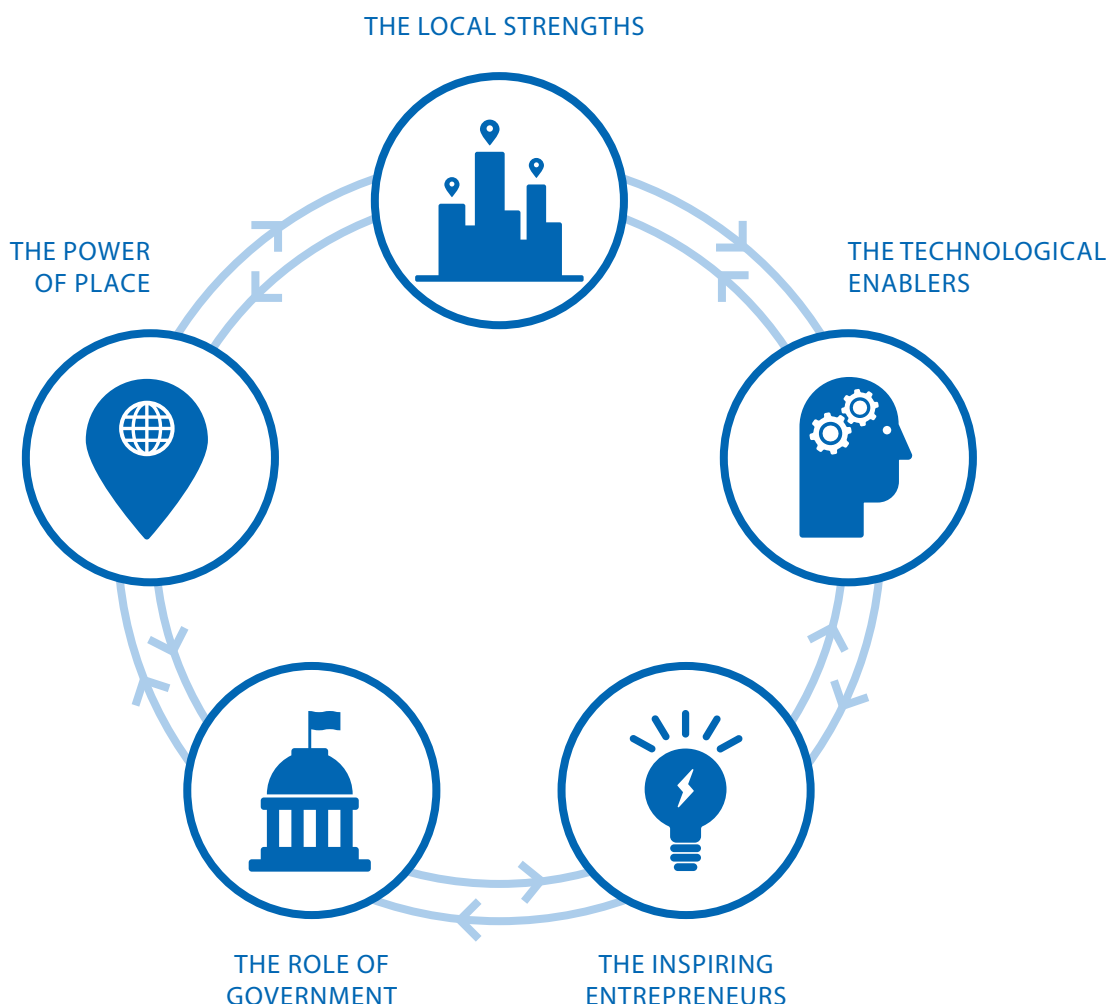 THE LOCAL STRENGTHS
THE POWER
OF PLACE
THE TECHNOLOGICAL
ENABLERS
THE ROLE OF
GOVERNMENT
THE INSPIRING
ENTREPRENEURS